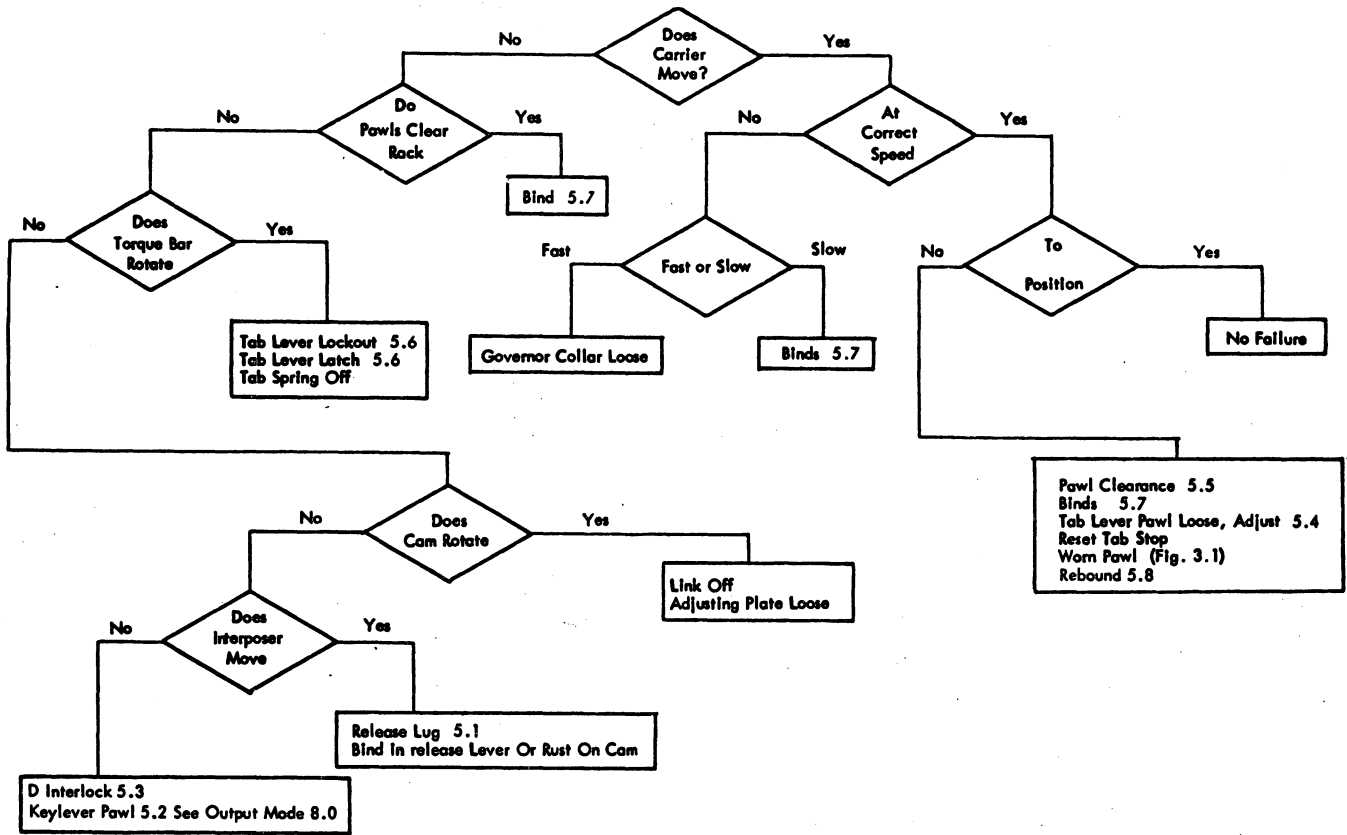 Does
Carrier
Move?
No
Yes
Do
Pawls Clear
Rack
No
Yes
At
Correct
Speed
No
Yes
Bind 5.7
Does
Torque Bar
Rotate
No
Yes
Fast or Slow
Fast
Slow
To
Position
No
Yes
Tab Lever Lockout 5.6
Tab Lever Latch 5.6
Tab Spring Off
Governor Collar Loose
Binds 5.7
No Failure
Pawl Clearance 5.5
Binds 5.7
Tab Lever Pawl Loose, Adjust 5.4
Reset Tab Stop
Worn Pawl (Fig. 3.1)
Rebound 5.8
Does
Cam Rotate
No
Yes
Link Off
Adjusting Plate Loose
Does
Interposer
Move
No
Yes
Release Lug 5.1
Bind in release Lever Or Rust On Cam
D Interlock 5.3
Keylever Pawl 5.2 See Output Mode 8.0